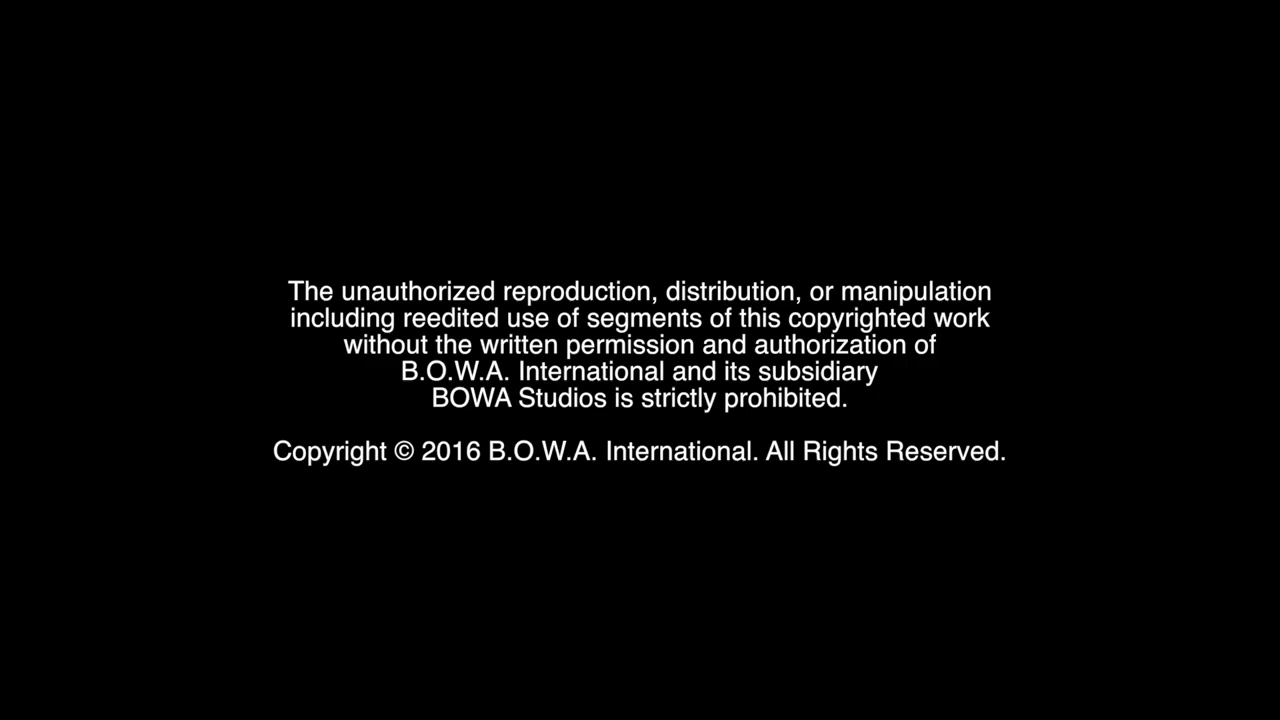 The unauthorized reproduction, distribution, or manipulation
including reedited use of segments of this copyrighted work
without the written permission and authorization of
B.O.W.A. International and its subsidiary
BOWA Studios is strictly prohibited.
Copyright © 2016 B.O.W.A. International. All Rights Reserved.